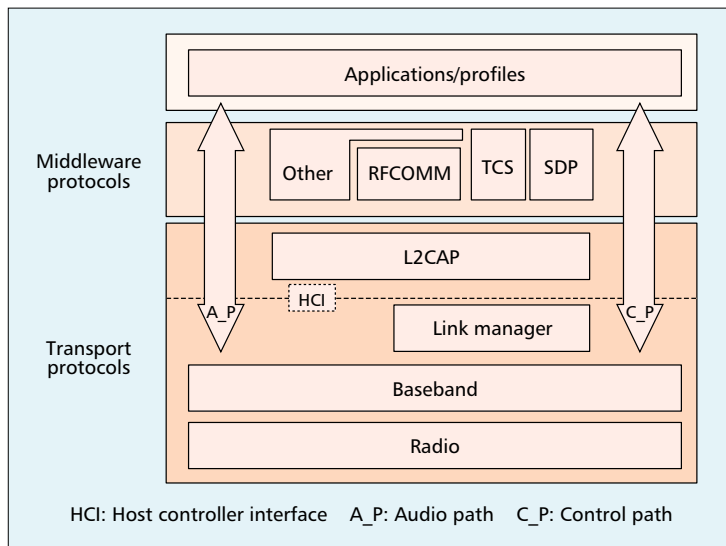 Applications/profiles
Middleware
protocols
Other
RFCOMM
TCS
SDP
L2CAP
HCI
A_P
C_P
Link manager
Transport
protocols
Baseband
Radio
HCI: Host controller interface A_P: Audio path C_P: Control path